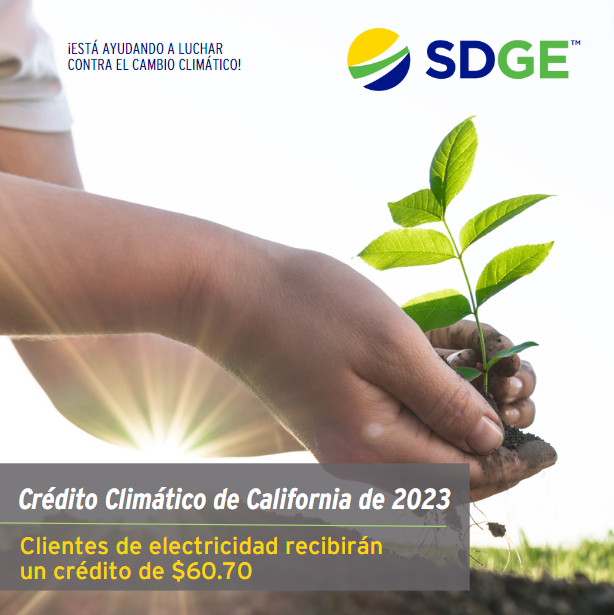 ¡ESTÁ AYUDANDO A LUCHAR
CONTRA EL CAMBIO CLIMÁTICO!
SDGE™
Crédito Climático de California de 2023
Clientes de electricidad recibirán
un crédito de $60.70